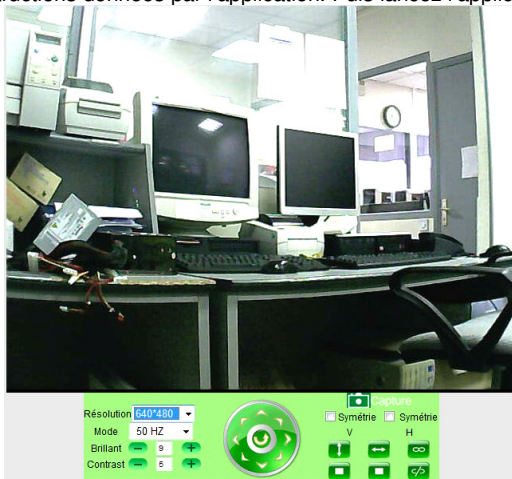 Capture
Résolution 640*480
Symétrie Symétrie
Mode 50 HZ
V H
Brillant 9
Contrast 5